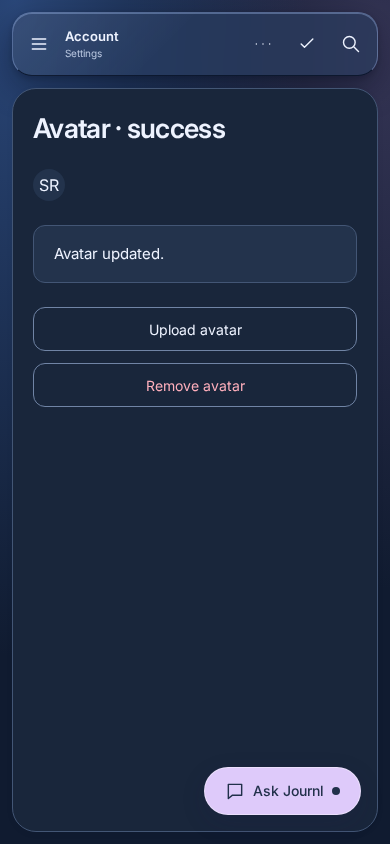 Account
Settings
Avatar · success
SR
Avatar updated.
Upload avatar
Remove avatar
Ask Journl